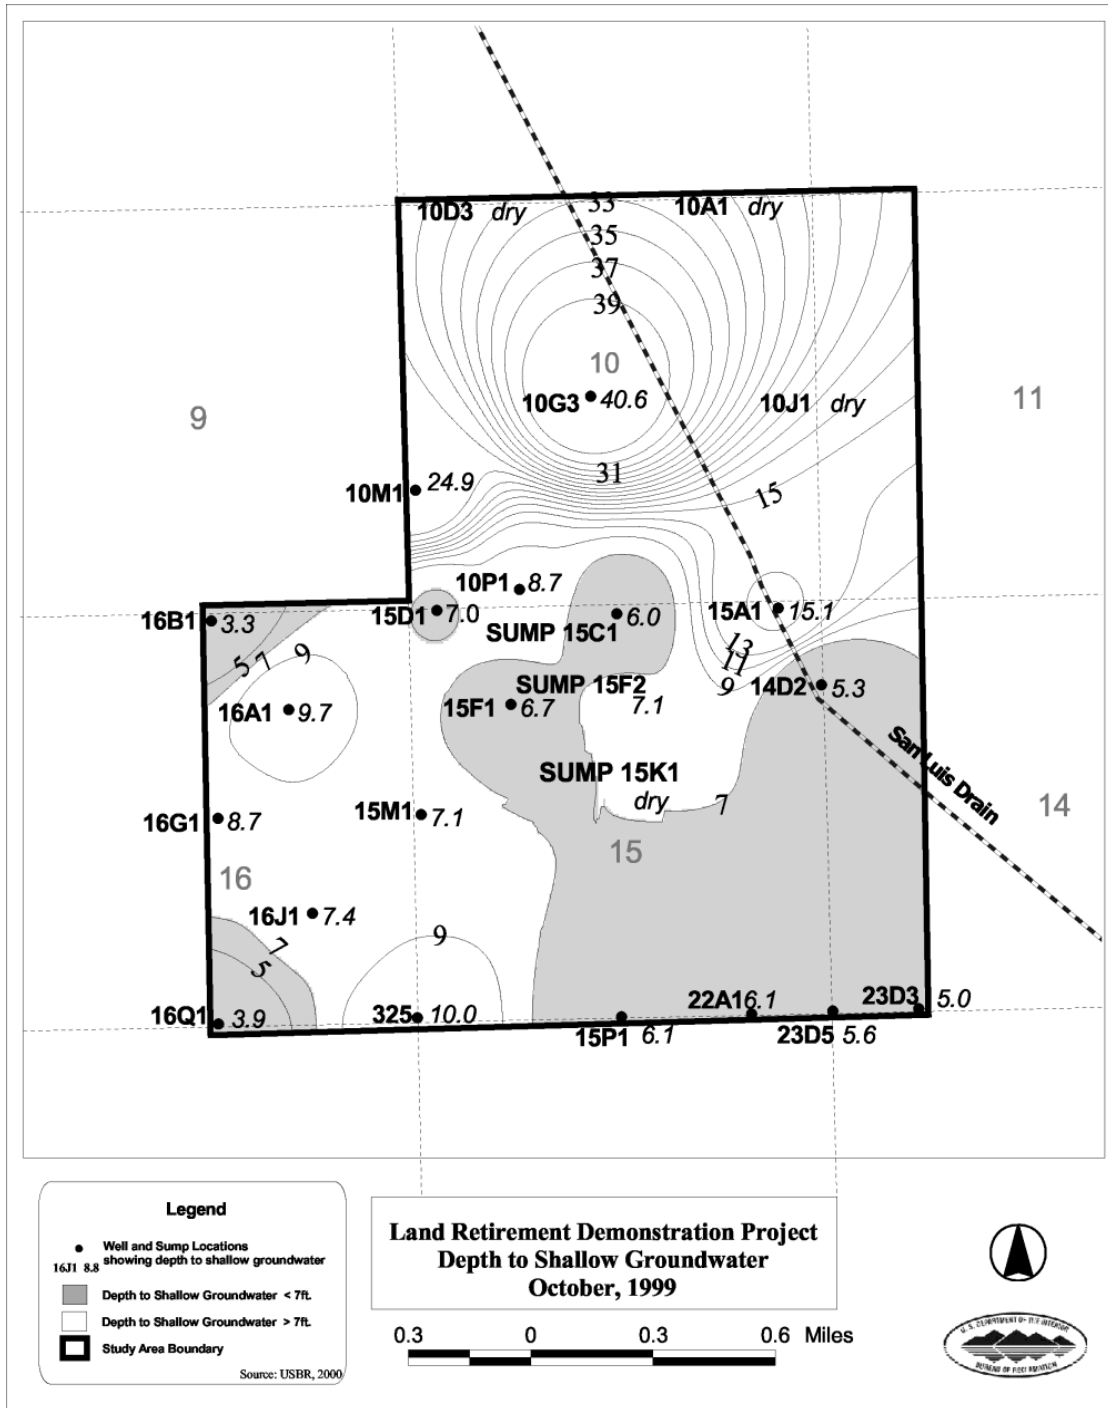 33
10D3 dry
10A1 dry
35
37
39
10
10G3 40.6
10J1 dry
9
11
31
10M1 24.9
15
10P1 8.7
15D1 7.0
6.0
SUMP 15C1
15A1 15.1
16B1 3.3
5 7 9
13
11
9
14D2 5.3
SUMP 15F2
7.1
16A1 9.7
15F1 6.7
San Luis Drain
SUMP 15K1
dry
7
14
16G1 8.7
15M1 7.1
15
16
16J1 7.4
7
5
9
16Q1 3.9
325 10.0
15P1 6.1
22A1 6.1
23D5 5.6
23D3 5.0
Legend
Well and Sump Locations
showing depth to shallow groundwater
16J1 8.8
Depth to Shallow Groundwater < 7ft.
Depth to Shallow Groundwater > 7ft.
Study Area Boundary
Source: USBR, 2000
Land Retirement Demonstration Project
Depth to Shallow Groundwater
October, 1999
0.3 0 0.3 0.6 Miles
U.S. DEPARTMENT OF THE INTERIOR
BUREAU OF RECLAMATION